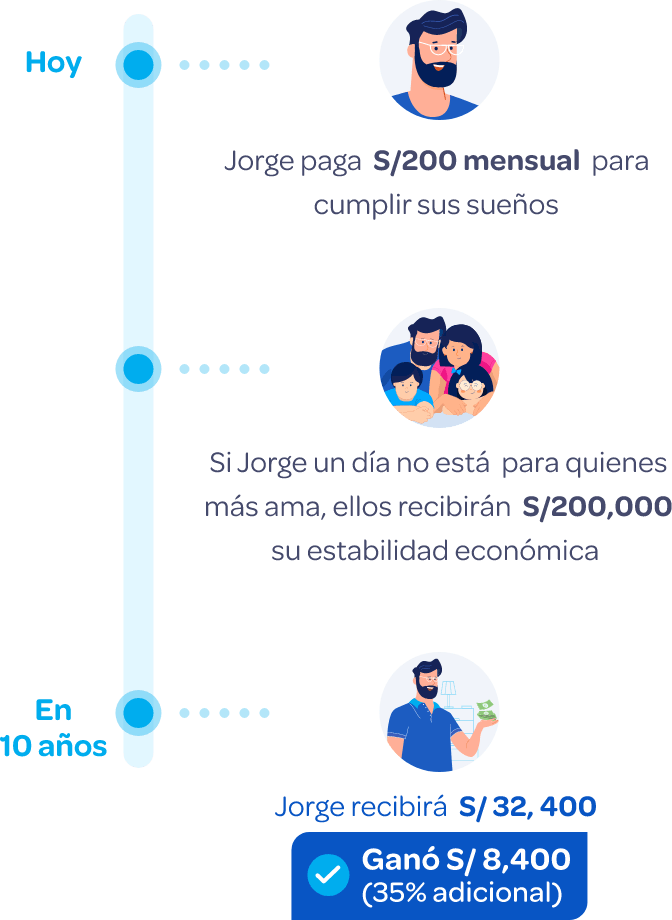 Hoy
Jorge paga S/200 mensual para
cumplir sus sueños
Si Jorge un día no está para quienes
más ama, ellos recibirán S/200,000
su estabilidad económica
En
10 años
Jorge recibirá S/ 32, 400
Ganó S/ 8,400
(35% adicional)